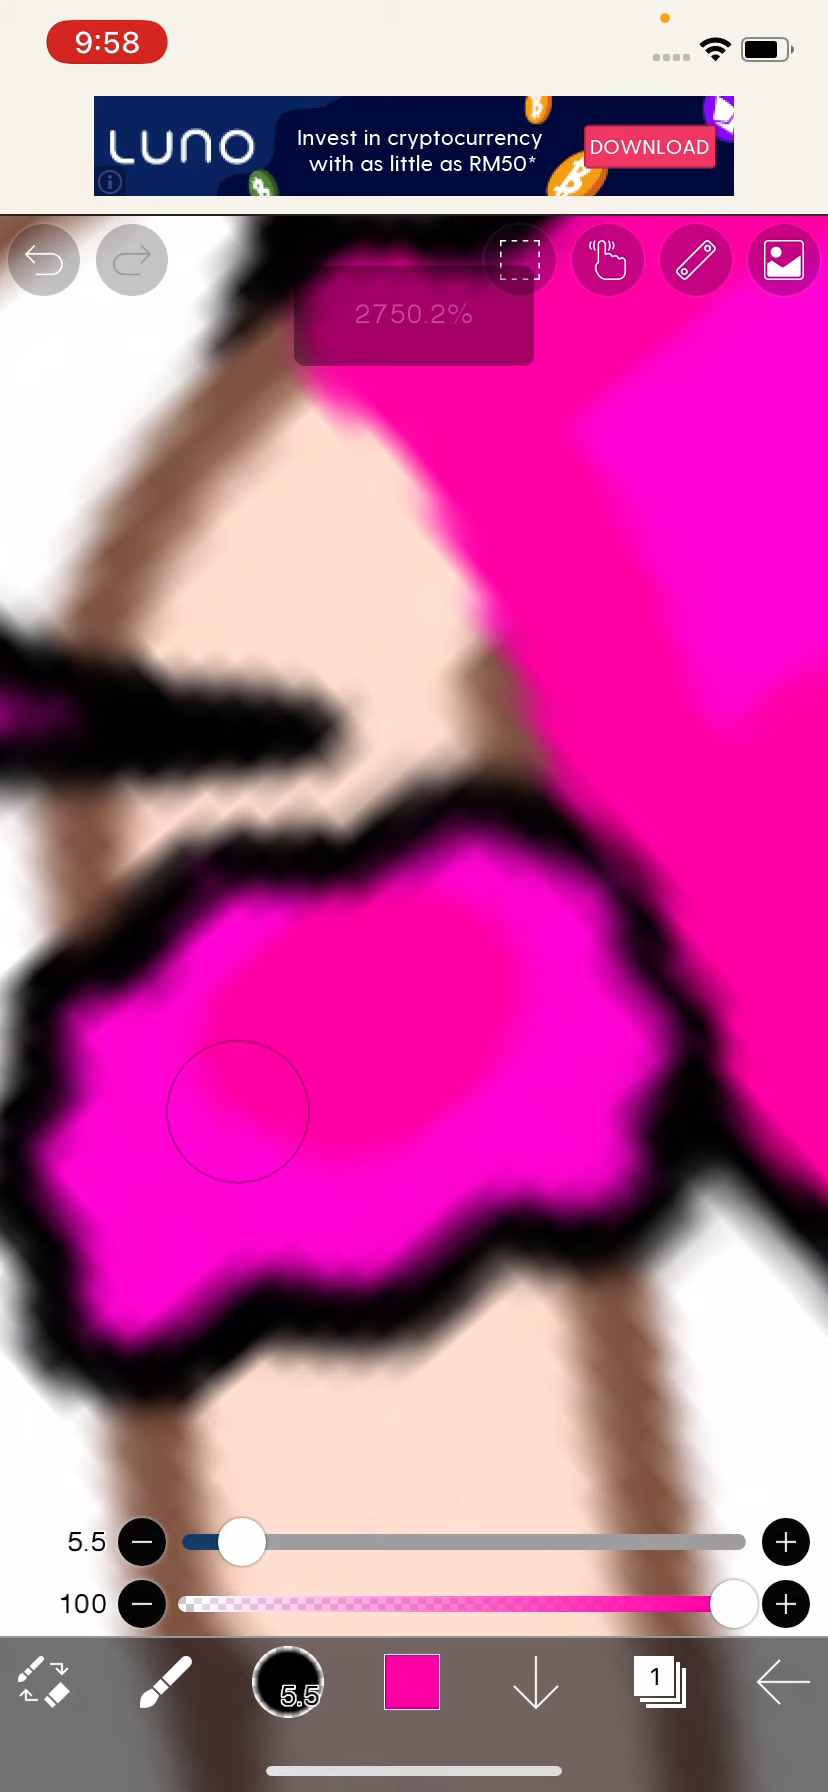 9:58
LUNO
Invest in cryptocurrency
with as little as RM50*
DOWNLOAD
2750.2%
5.5
100
5.5
1